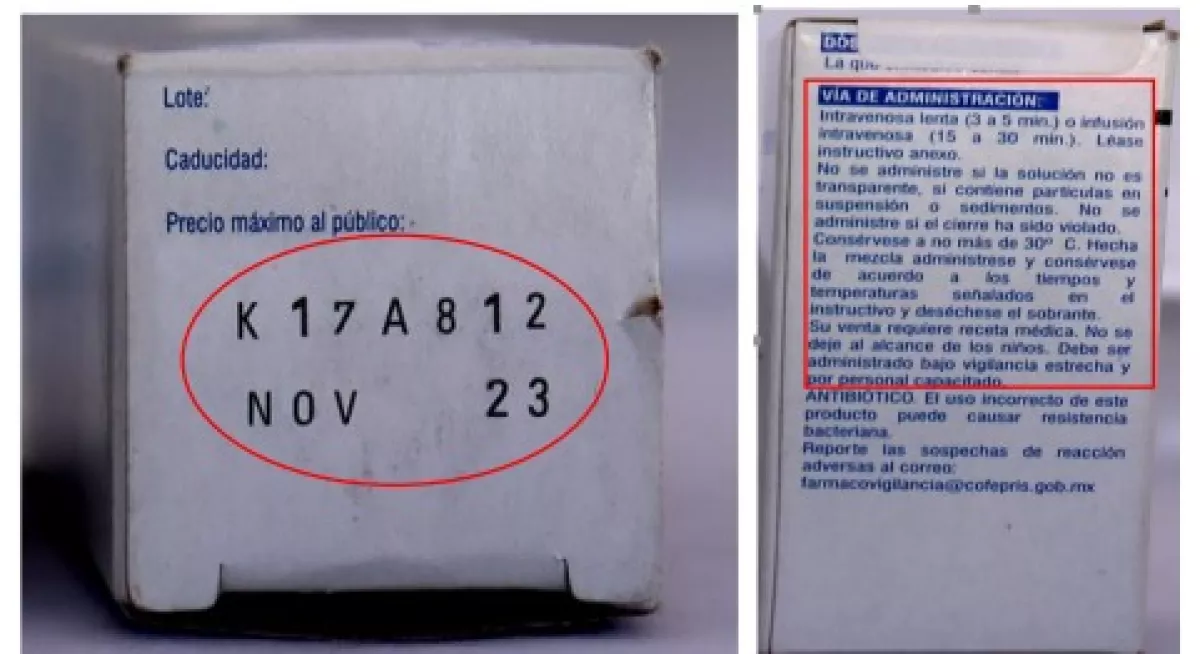 Lote:
Caducidad:
Precio máximo al público:
K 17A812
NOV 23
DÓS
La que
VÍA DE ADMINISTRACIÓN:
Intravenosa lenta (3 a 5 min.) o infusión
intravenosa (15 a 30 min.). Léase
instructivo anexo.
No se administre si la solución no es
transparente, si contiene partículas en
suspensión o sedimentos. No se
administre si el cierre ha sido violado.
Consérvese a no más de 30º C. Hecha
la mezcla adminístrese y consérvese
de acuerdo a los tiempos y
temperaturas señalados en el
instructivo y deséchese el sobrante.
Su venta requiere receta médica. No se
deje al alcance de los niños. Debe ser
administrado bajo vigilancia estrecha y
por personal capacitado.
ANTIBIÓTICO. El uso incorrecto de este
producto puede causar resistencia
bacteriana.
Reporte las sospechas de reacción
adversas al correo:
farmacovigilancia@cofepris.gob.mx